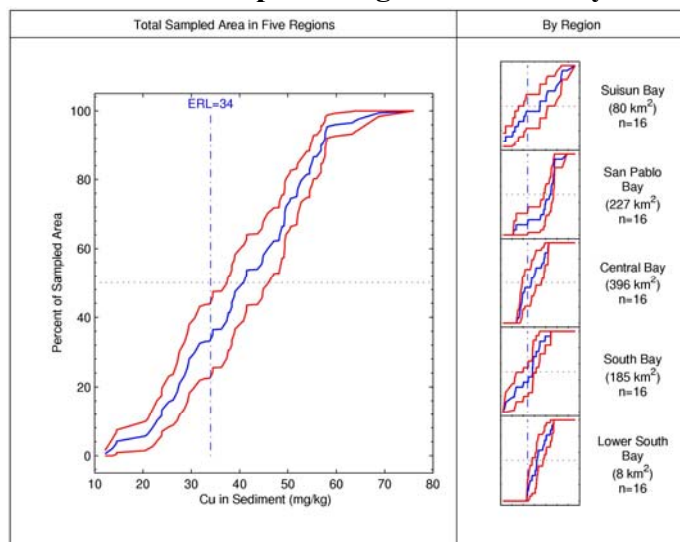 Total Sampled Area in Five Regions
By Region
ERL=34
100
80
60
40
20
0
Percent of Sampled Area
10 20 30 40 50 60 70 80
Cu in Sediment (mg/kg)
Suisun Bay
(80 km²)
n=16
San Pablo
Bay
(227 km²)
n=16
Central Bay
(396 km²)
n=16
South Bay
(185 km²)
n=16
Lower South
Bay
(8 km²)
n=16